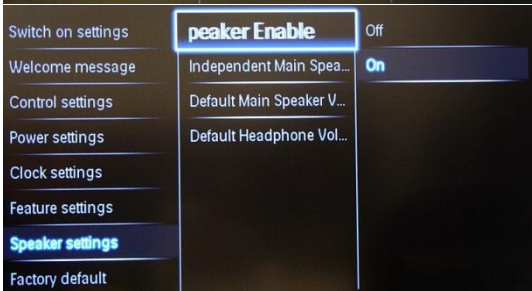 Switch on settings
Welcome message
Control settings
Power settings
Clock settings
Feature settings
Speaker settings
Factory default
peaker Enable
Independent Main Spea...
Default Main Speaker V...
Default Headphone Vol...
Off
On